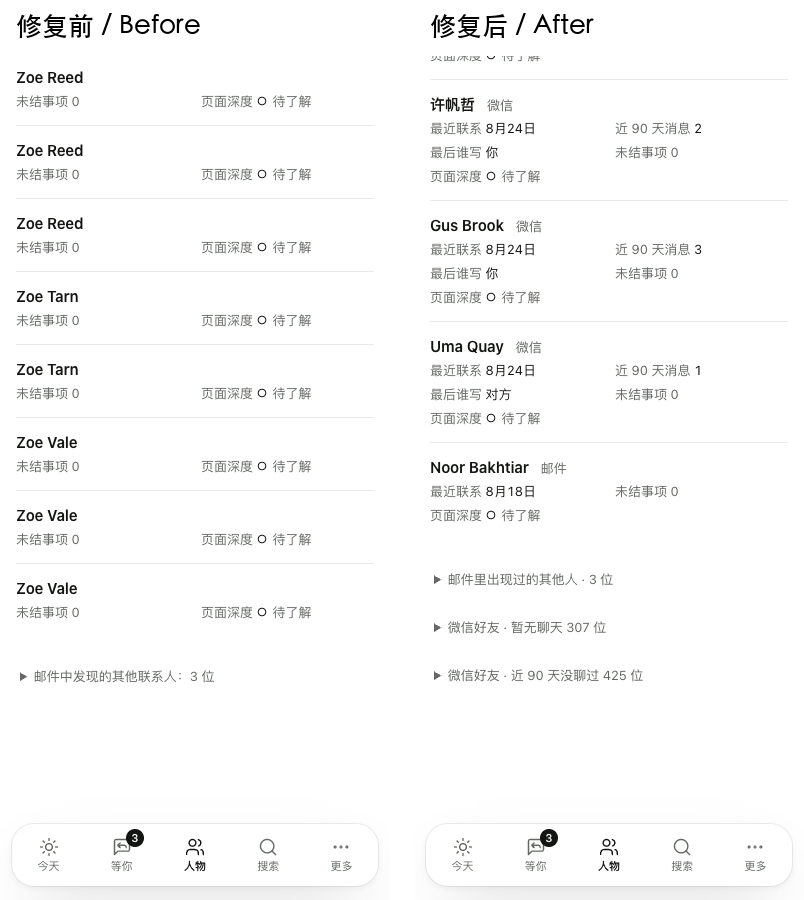 修复前 / Before
Zoe Reed
未结事项 0 页面深度 待了解
Zoe Reed
未结事项 0 页面深度 待了解
Zoe Reed
未结事项 0 页面深度 待了解
Zoe Tarn
未结事项 0 页面深度 待了解
Zoe Tarn
未结事项 0 页面深度 待了解
Zoe Vale
未结事项 0 页面深度 待了解
Zoe Vale
未结事项 0 页面深度 待了解
Zoe Vale
未结事项 0 页面深度 待了解
邮件中发现的其他联系人：3 位
今天
等你 3
人物
搜索
更多
修复后 / After
页面深度 待了解
许帆哲 微信
最近联系 8月24日 近 90 天消息 2
最后谁写 你 未结事项 0
页面深度 待了解
Gus Brook 微信
最近联系 8月24日 近 90 天消息 3
最后谁写 你 未结事项 0
页面深度 待了解
Uma Quay 微信
最近联系 8月24日 近 90 天消息 1
最后谁写 对方 未结事项 0
页面深度 待了解
Noor Bakhtiar 邮件
最近联系 8月18日 未结事项 0
页面深度 待了解
邮件里出现过的其他人 · 3 位
微信好友 · 暂无聊天 307 位
微信好友 · 近 90 天没聊过 425 位
今天
等你 3
人物
搜索
更多